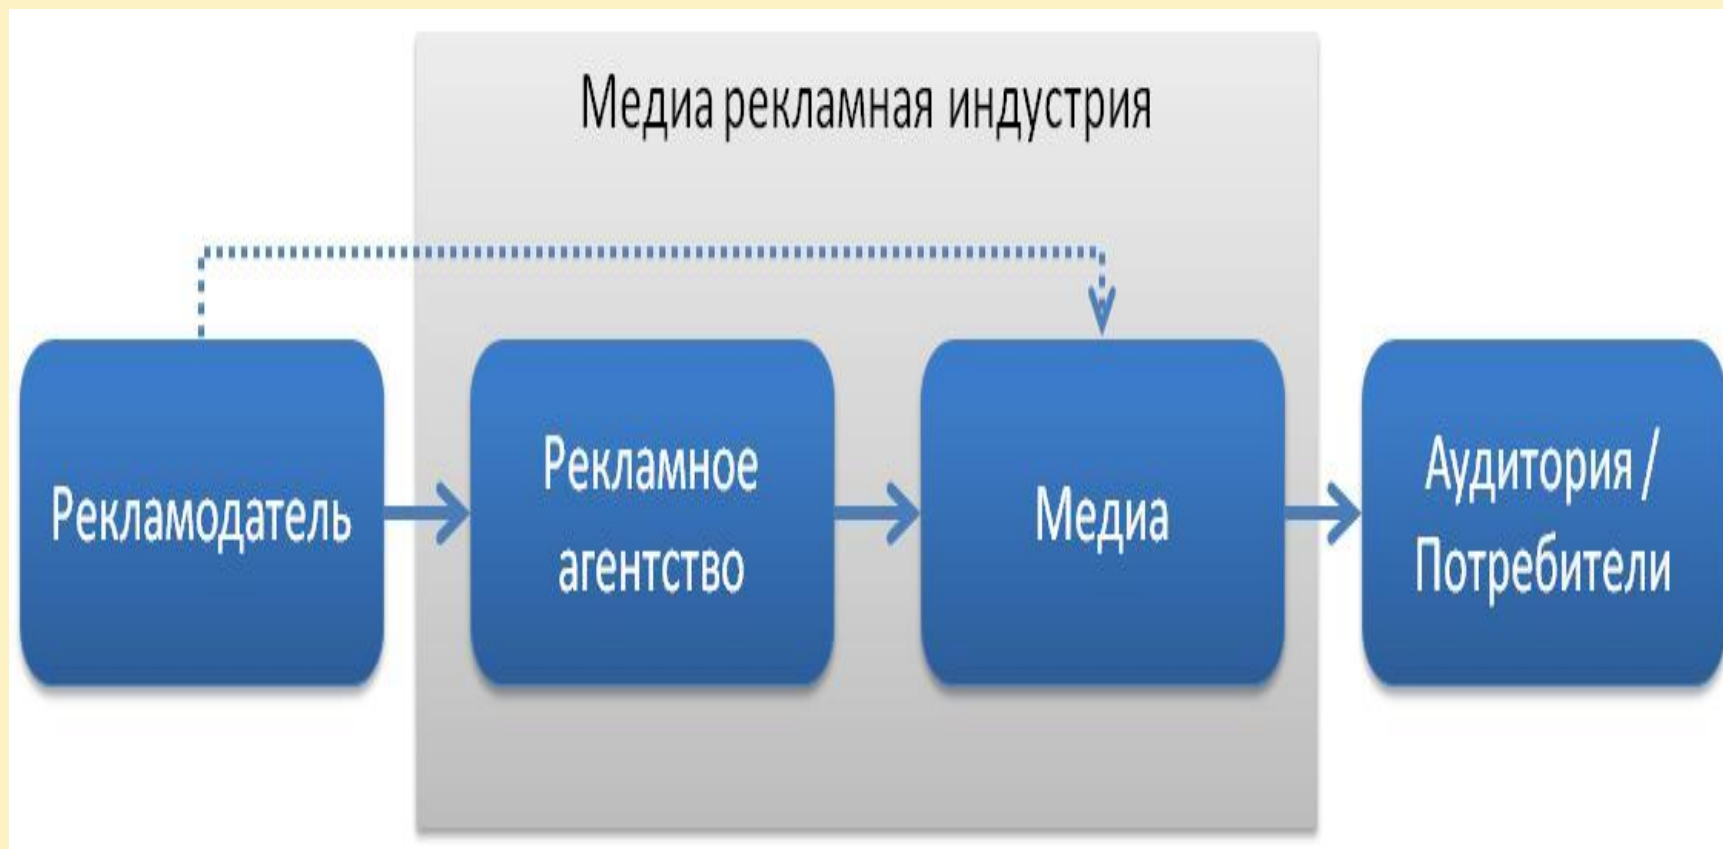 Медиа рекламная индустрия
Рекламодатель
Рекламное
агентство
Медиа
Аудитория /
Потребители